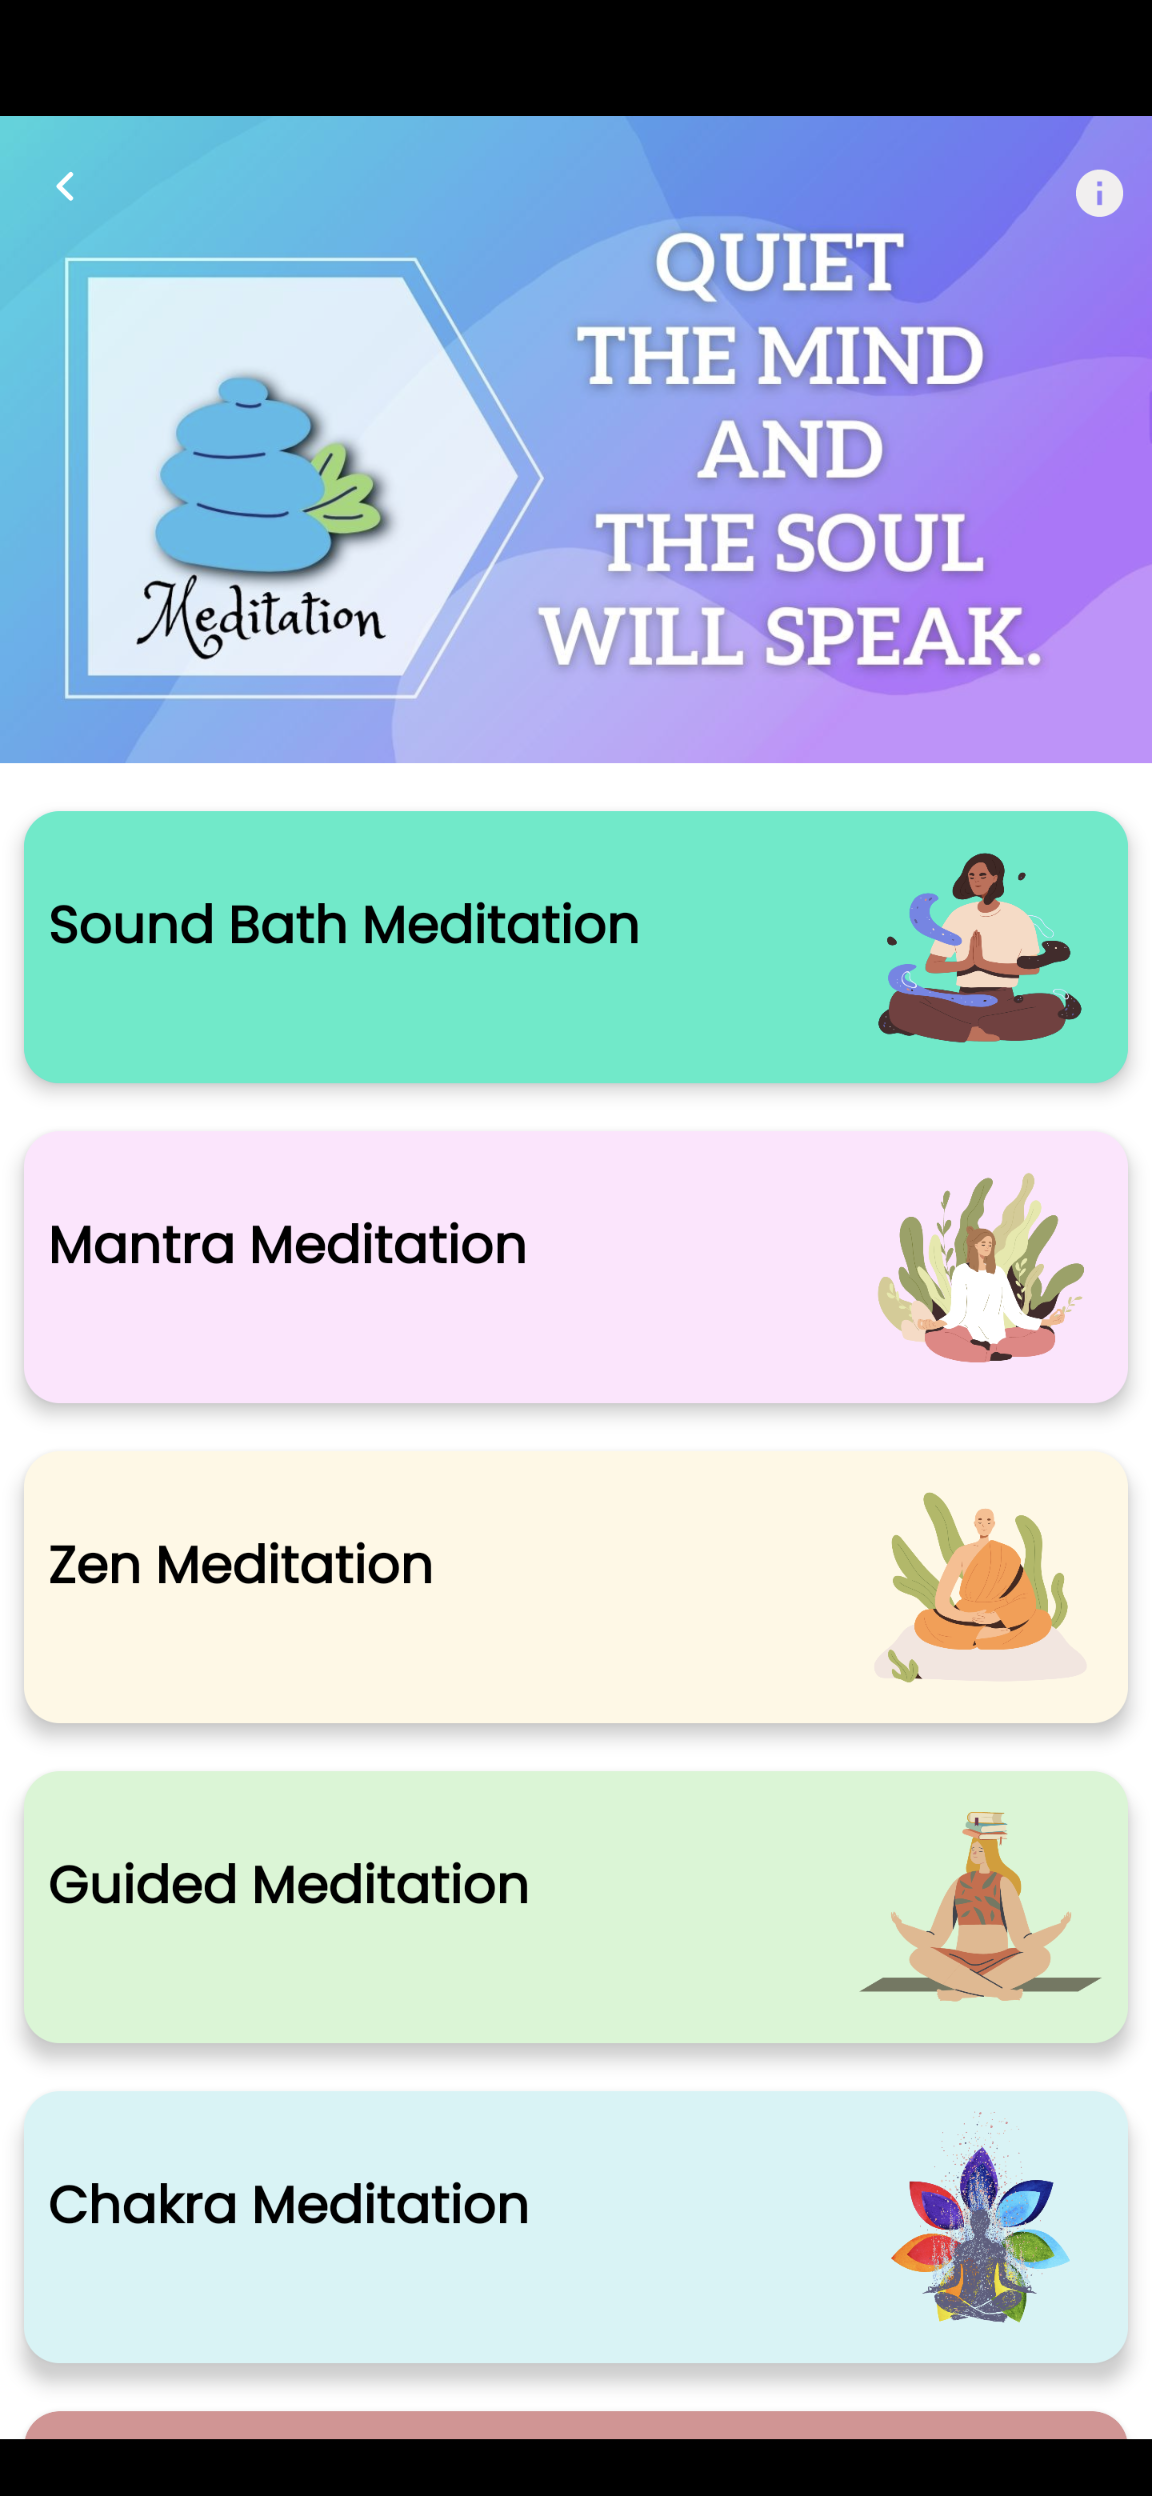 QUIET
THE MIND
AND
THE SOUL
WILL SPEAK.
Meditation
Sound Bath Meditation
Mantra Meditation
Zen Meditation
Guided Meditation
Chakra Meditation